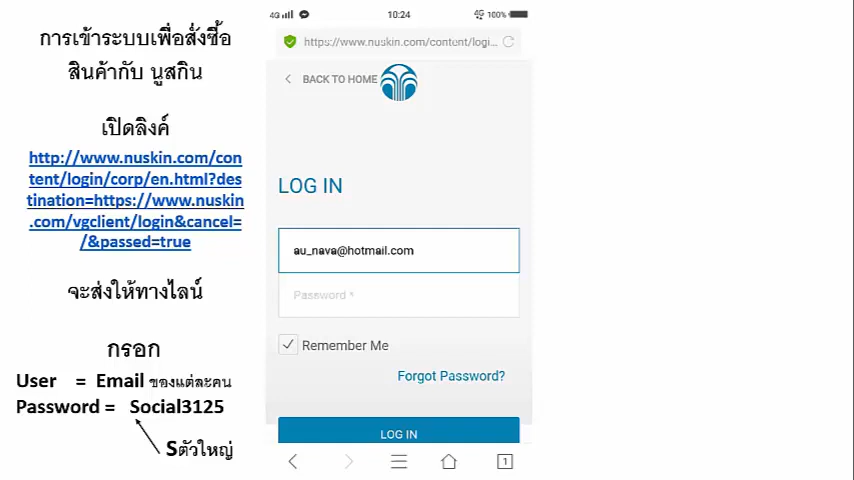 การเข้าระบบเพื่อสั่งซื้อ
สินค้ากับ นูสกิน
เปิดลิงค์
http://www.nuskin.com/con
tent/login/corp/en.html?des
tination=https://www.nuskin
.com/vgclient/login&cancel=
/&passed=true
จะส่งให้ทางไลน์
กรอก
User = Email ของแต่ละคน
Password = Social3125
Sตัวใหญ่
4G 10:24 4G 100%
https://www.nuskin.com/content/logi...
BACK TO HOME
LOG IN
au_nava@hotmail.com
Password *
Remember Me
Forgot Password?
LOG IN
1